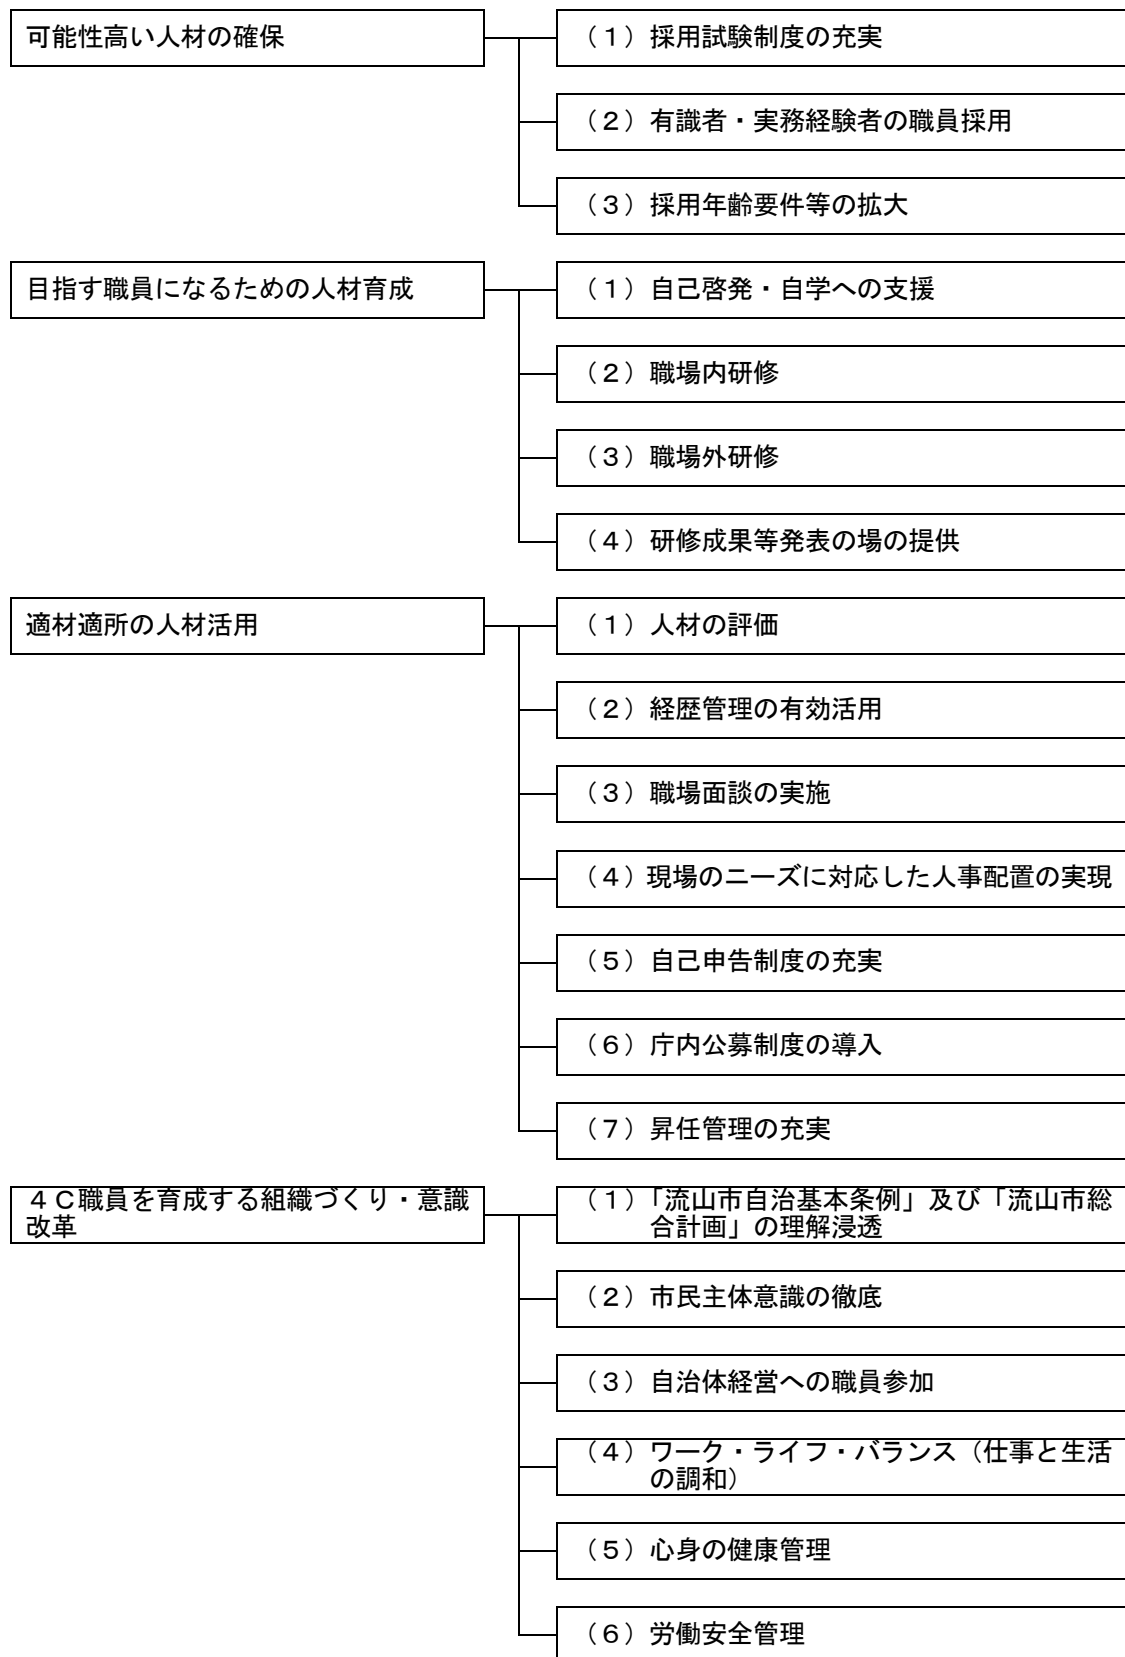 可能性高い人材の確保
（１）採用試験制度の充実
（２）有識者・実務経験者の職員採用
（３）採用年齢要件等の拡大
目指す職員になるための人材育成
（１）自己啓発・自学への支援
（２）職場内研修
（３）職場外研修
（４）研修成果等発表の場の提供
適材適所の人材活用
（１）人材の評価
（２）経歴管理の有効活用
（３）職場面談の実施
（４）現場のニーズに対応した人事配置の実現
（５）自己申告制度の充実
（６）庁内公募制度の導入
（７）昇任管理の充実
４Ｃ職員を育成する組織づくり・意識
改革
（１）「流山市自治基本条例」及び「流山市総
合計画」の理解浸透
（２）市民主体意識の徹底
（３）自治体経営への職員参加
（４）ワーク・ライフ・バランス（仕事と生活
の調和）
（５）心身の健康管理
（６）労働安全管理